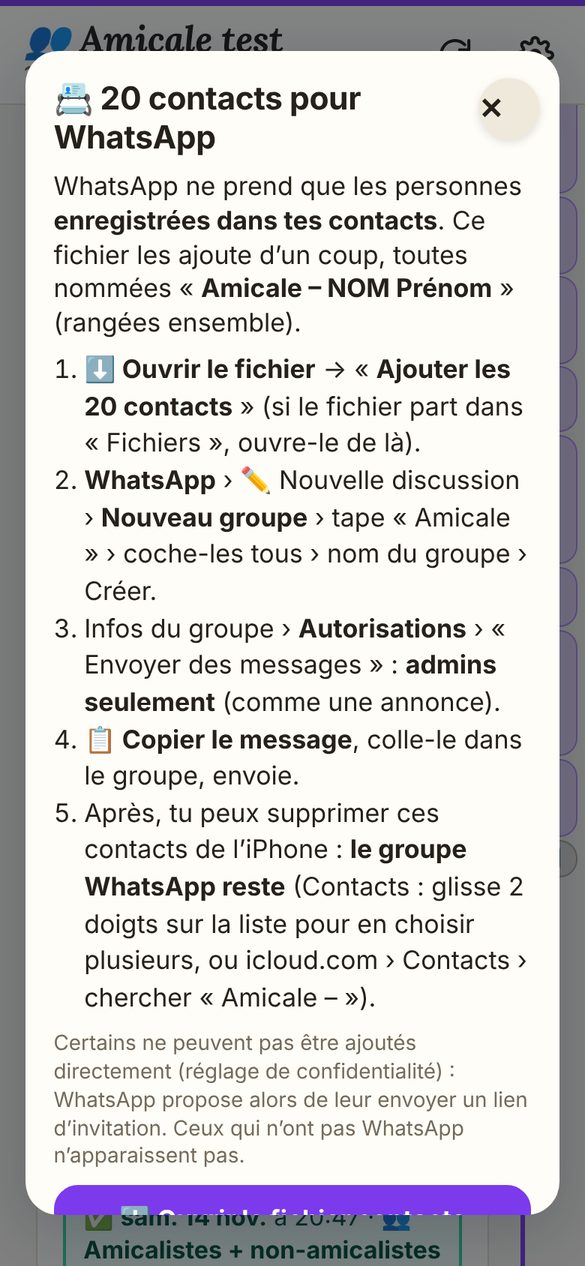 👥 Amicale test
📇 20 contacts pour
WhatsApp
✕
WhatsApp ne prend que les personnes
enregistrées dans tes contacts. Ce
fichier les ajoute d’un coup, toutes
nommées « Amicale – NOM Prénom »
(rangées ensemble).
1. ⬇️ Ouvrir le fichier → « Ajouter les
20 contacts » (si le fichier part dans
« Fichiers », ouvre-le de là).
2. WhatsApp › ✏️ Nouvelle discussion
› Nouveau groupe › tape « Amicale
» › coche-les tous › nom du groupe ›
Créer.
3. Infos du groupe › Autorisations › «
Envoyer des messages » : admins
seulement (comme une annonce).
4. 📋 Copier le message, colle-le dans
le groupe, envoie.
5. Après, tu peux supprimer ces
contacts de l’iPhone : le groupe
WhatsApp reste (Contacts : glisse 2
doigts sur la liste pour en choisir
plusieurs, ou icloud.com › Contacts ›
chercher « Amicale – »).
Certains ne peuvent pas être ajoutés
directement (réglage de confidentialité) :
WhatsApp propose alors de leur envoyer un lien
d’invitation. Ceux qui n’ont pas WhatsApp
n’apparaissent pas.
✅ sam. 14 nov. à 20:47 · 👥
Amicalistes + non-amicalistes